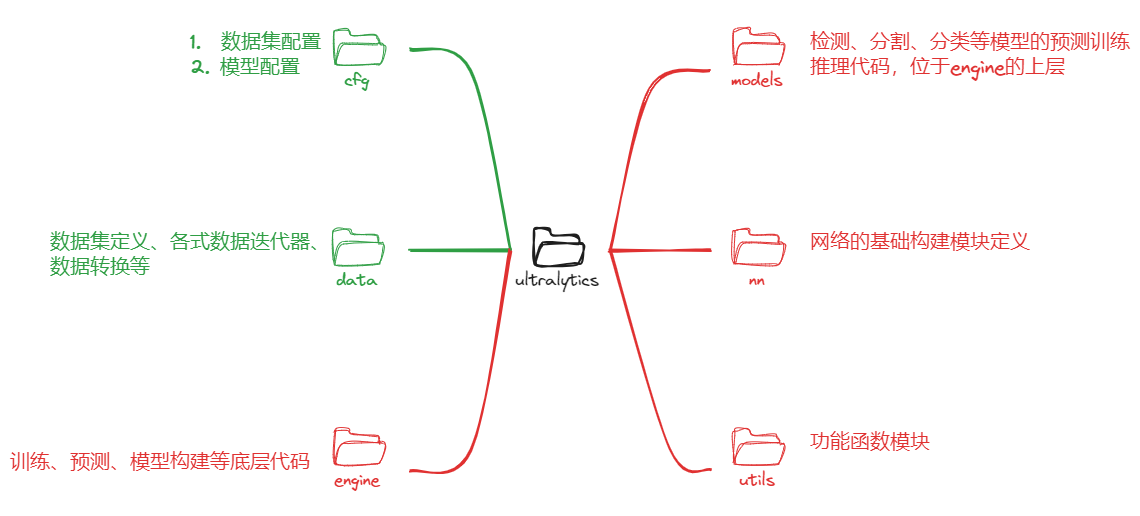 1. 数据集配置
2. 模型配置
cfg
数据集定义、各式数据迭代器、
数据转换等
data
训练、预测、模型构建等底层代码
engine
ultralytics
models
检测、分割、分类等模型的预测训练
推理代码，位于engine的上层
nn
网络的基础构建模块定义
utils
功能函数模块